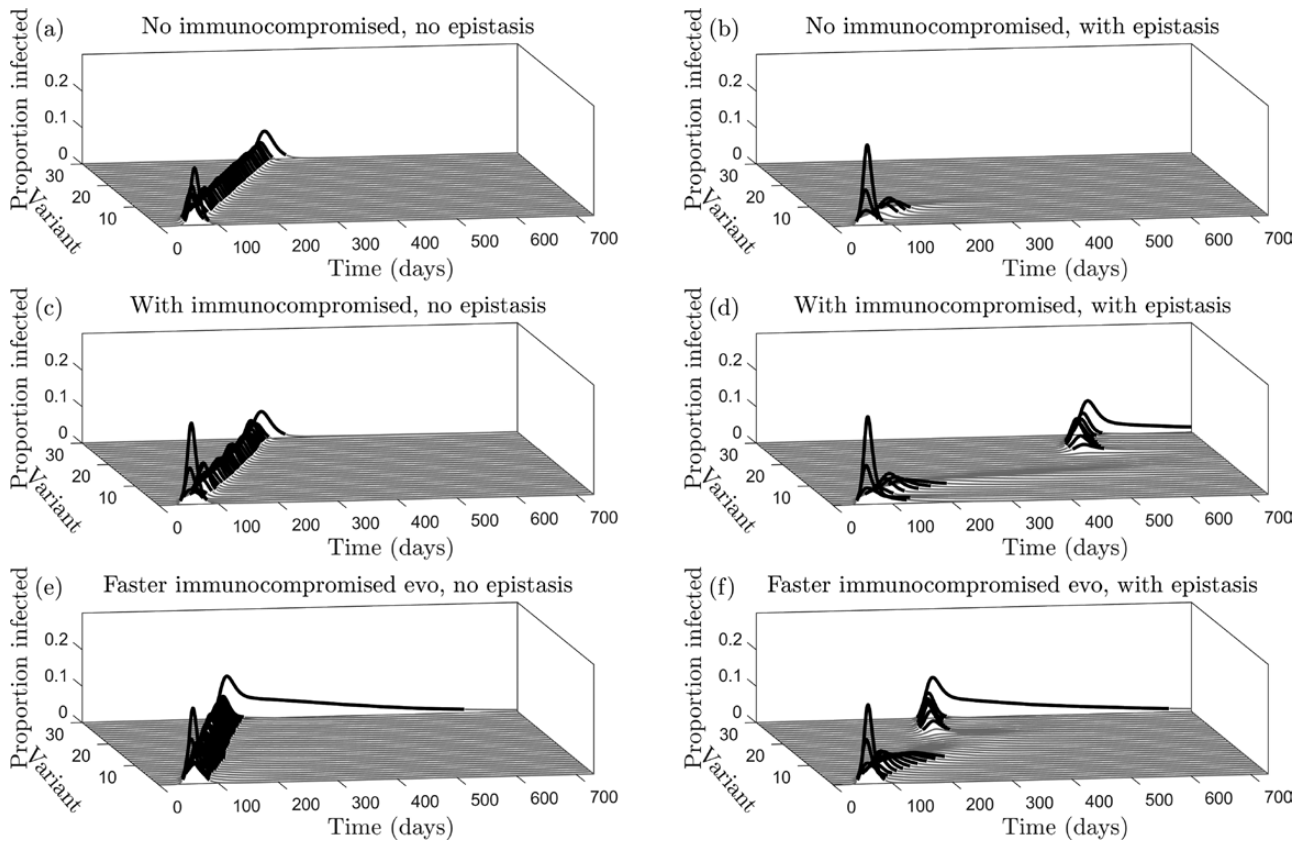 (a) No immunocompromised, no epistasis
Proportion infected
0.2
0.1
0
30
20
10
Variant
0 100 200 300 400 500 600 700
Time (days)
(b) No immunocompromised, with epistasis
Proportion infected
0.2
0.1
0
30
20
10
Variant
0 100 200 300 400 500 600 700
Time (days)
(c) With immunocompromised, no epistasis
Proportion infected
0.2
0.1
0
30
20
10
Variant
0 100 200 300 400 500 600 700
Time (days)
(d) With immunocompromised, with epistasis
Proportion infected
0.2
0.1
0
30
20
10
Variant
0 100 200 300 400 500 600 700
Time (days)
(e) Faster immunocompromised evo, no epistasis
Proportion infected
0.2
0.1
0
30
20
10
Variant
0 100 200 300 400 500 600 700
Time (days)
(f) Faster immunocompromised evo, with epistasis
Proportion infected
0.2
0.1
0
30
20
10
Variant
0 100 200 300 400 500 600 700
Time (days)